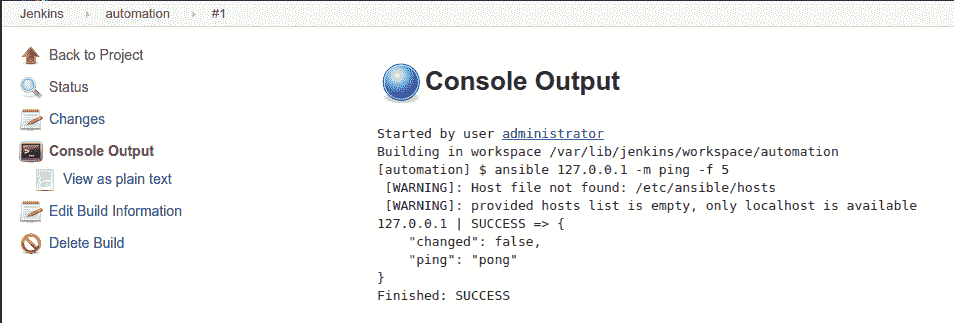 Jenkins automation #1
Back to Project
Status
Changes
Console Output
View as plain text
Edit Build Information
Delete Build
Console Output
Started by user administrator
Building in workspace /var/lib/jenkins/workspace/automation
[automation] $ ansible 127.0.0.1 -m ping -f 5
 [WARNING]: Host file not found: /etc/ansible/hosts
 [WARNING]: provided hosts list is empty, only localhost is available
127.0.0.1 | SUCCESS => {
    "changed": false,
    "ping": "pong"
}
Finished: SUCCESS